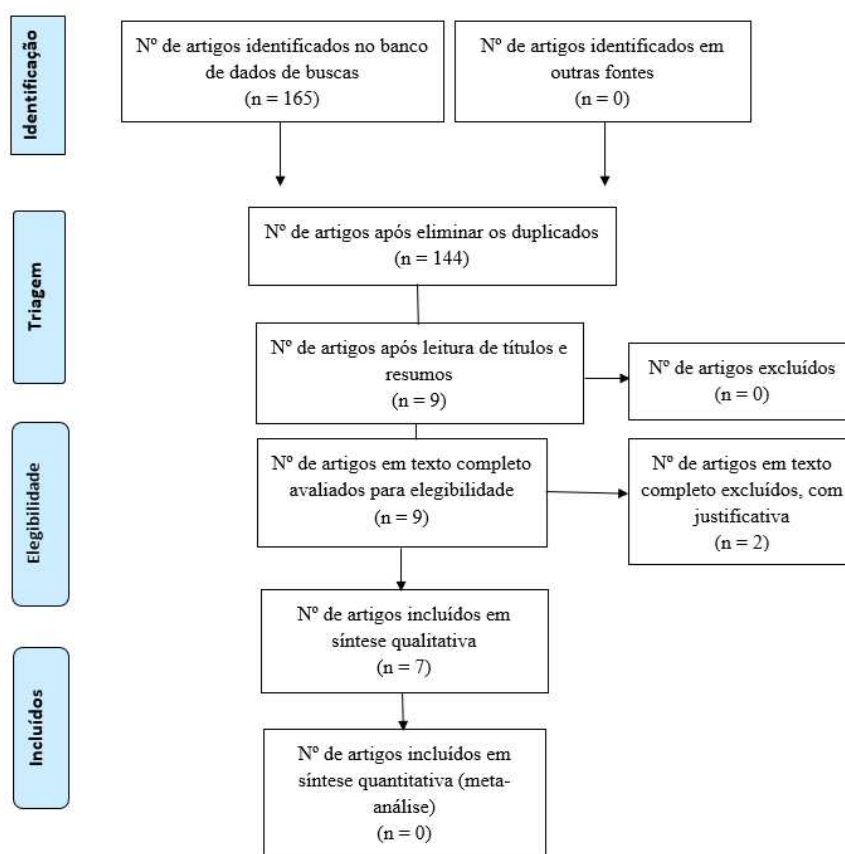 Identificação
Nº de artigos identificados no banco
de dados de buscas
(n = 165)
Nº de artigos identificados em
outras fontes
(n = 0)
Triagem
Nº de artigos após eliminar os duplicados
(n = 144)
Nº de artigos após leitura de títulos e
resumos
(n = 9)
Nº de artigos excluídos
(n = 0)
Elegibilidade
Nº de artigos em texto completo
avaliados para elegibilidade
(n = 9)
Nº de artigos em texto
completo excluídos, com
justificativa
(n = 2)
Nº de artigos incluídos em
síntese qualitativa
(n = 7)
Incluídos
Nº de artigos incluídos em
síntese quantitativa (meta-
análise)
(n = 0)